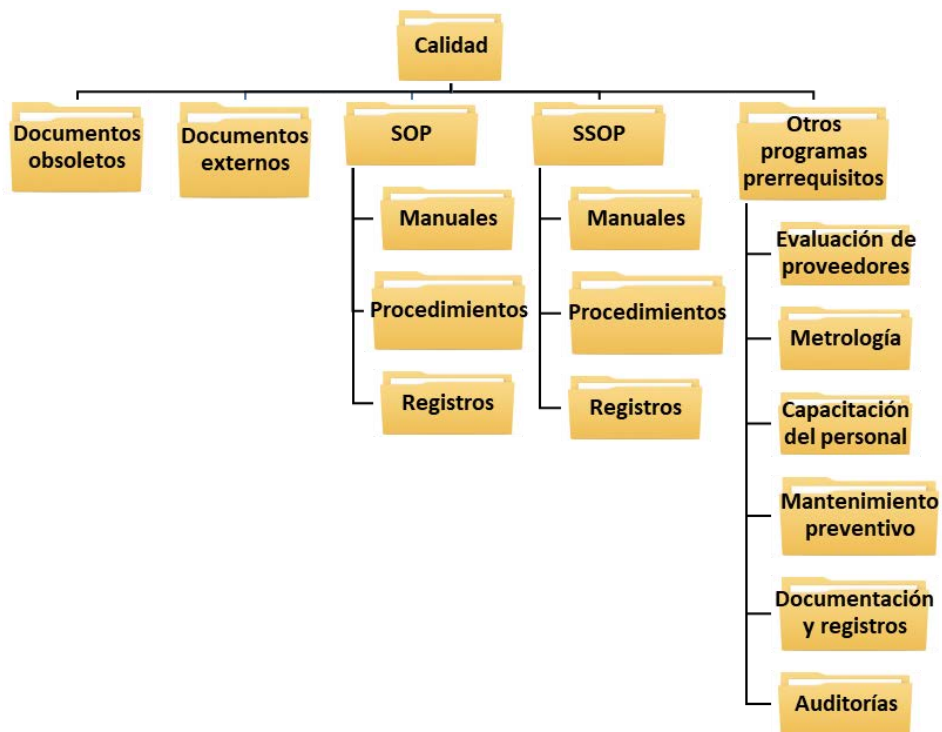 Calidad
Documentos
obsoletos
Documentos
externos
SOP
SSOP
Otros
programas
prerrequisitos
Manuales
Procedimientos
Registros
Manuales
Procedimientos
Registros
Evaluación de
proveedores
Metrología
Capacitación
del personal
Mantenimiento
preventivo
Documentación
y registros
Auditorías